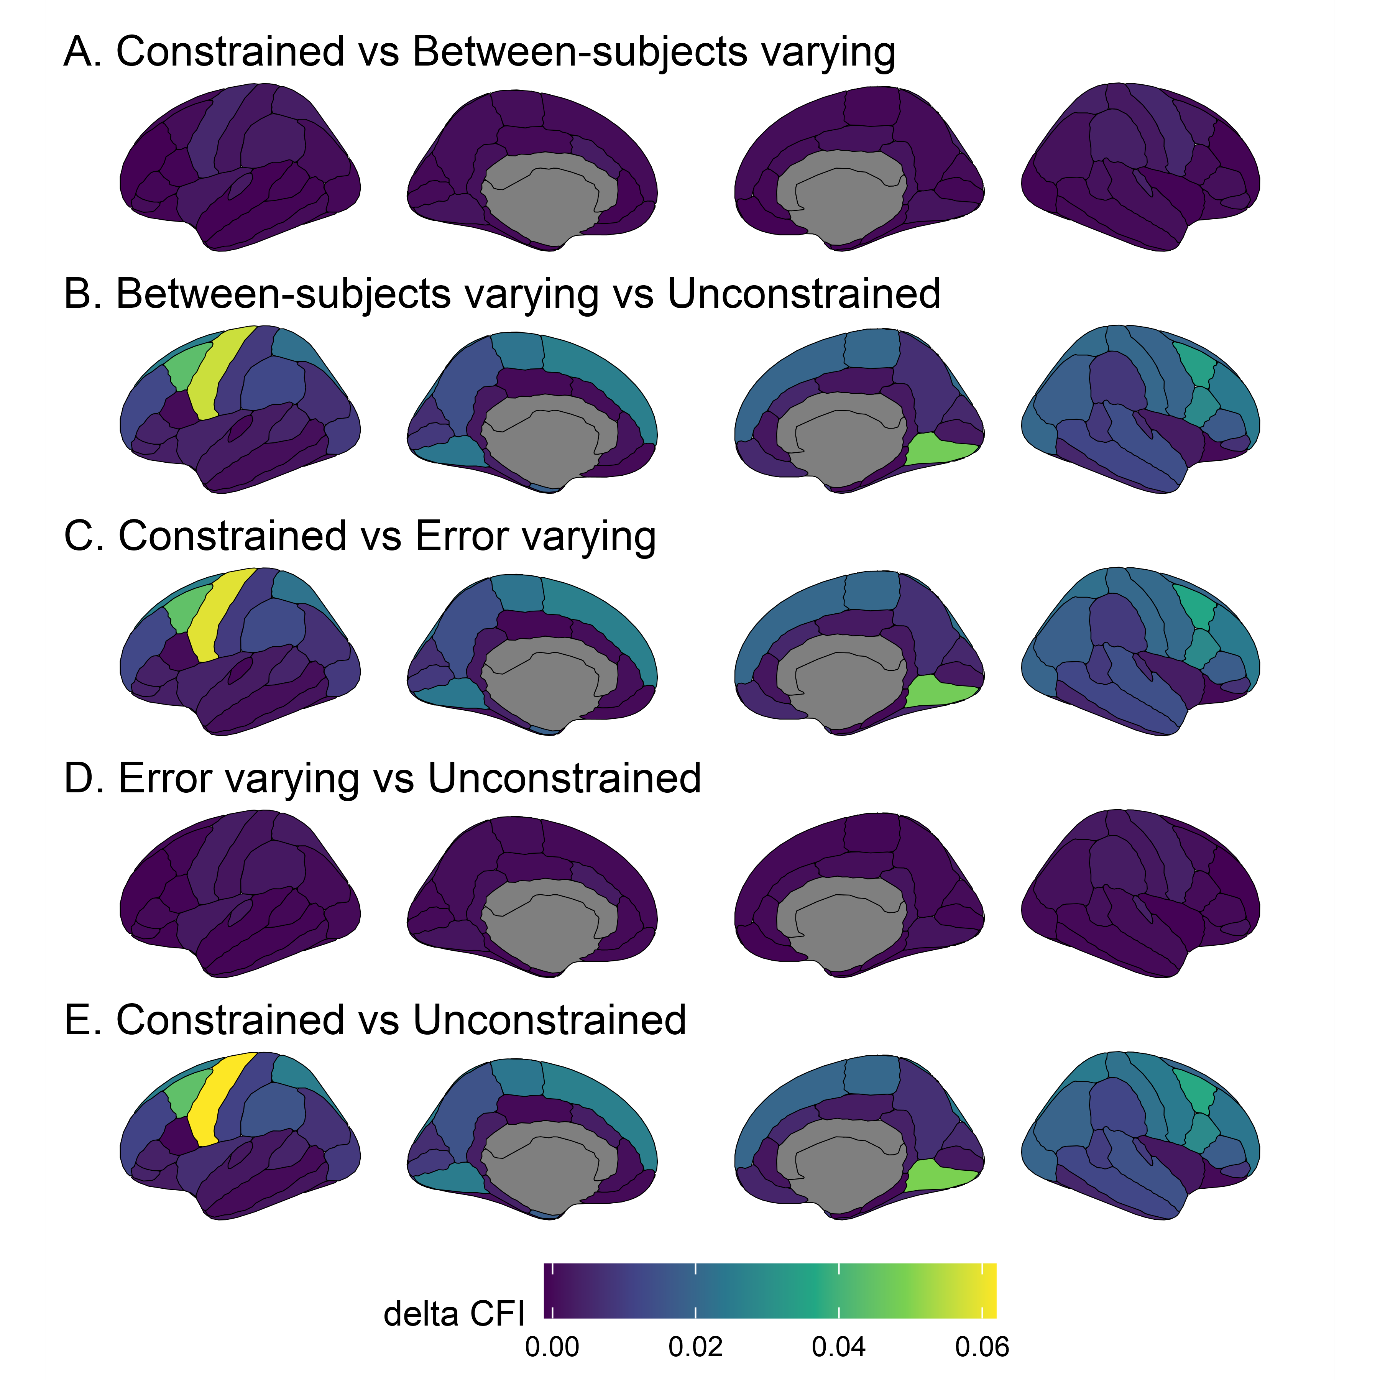 A. Constrained vs Between-subjects varying
B. Between-subjects varying vs Unconstrained
C. Constrained vs Error varying
D. Error varying vs Unconstrained
E. Constrained vs Unconstrained
delta CFI
0.00 0.02 0.04 0.06